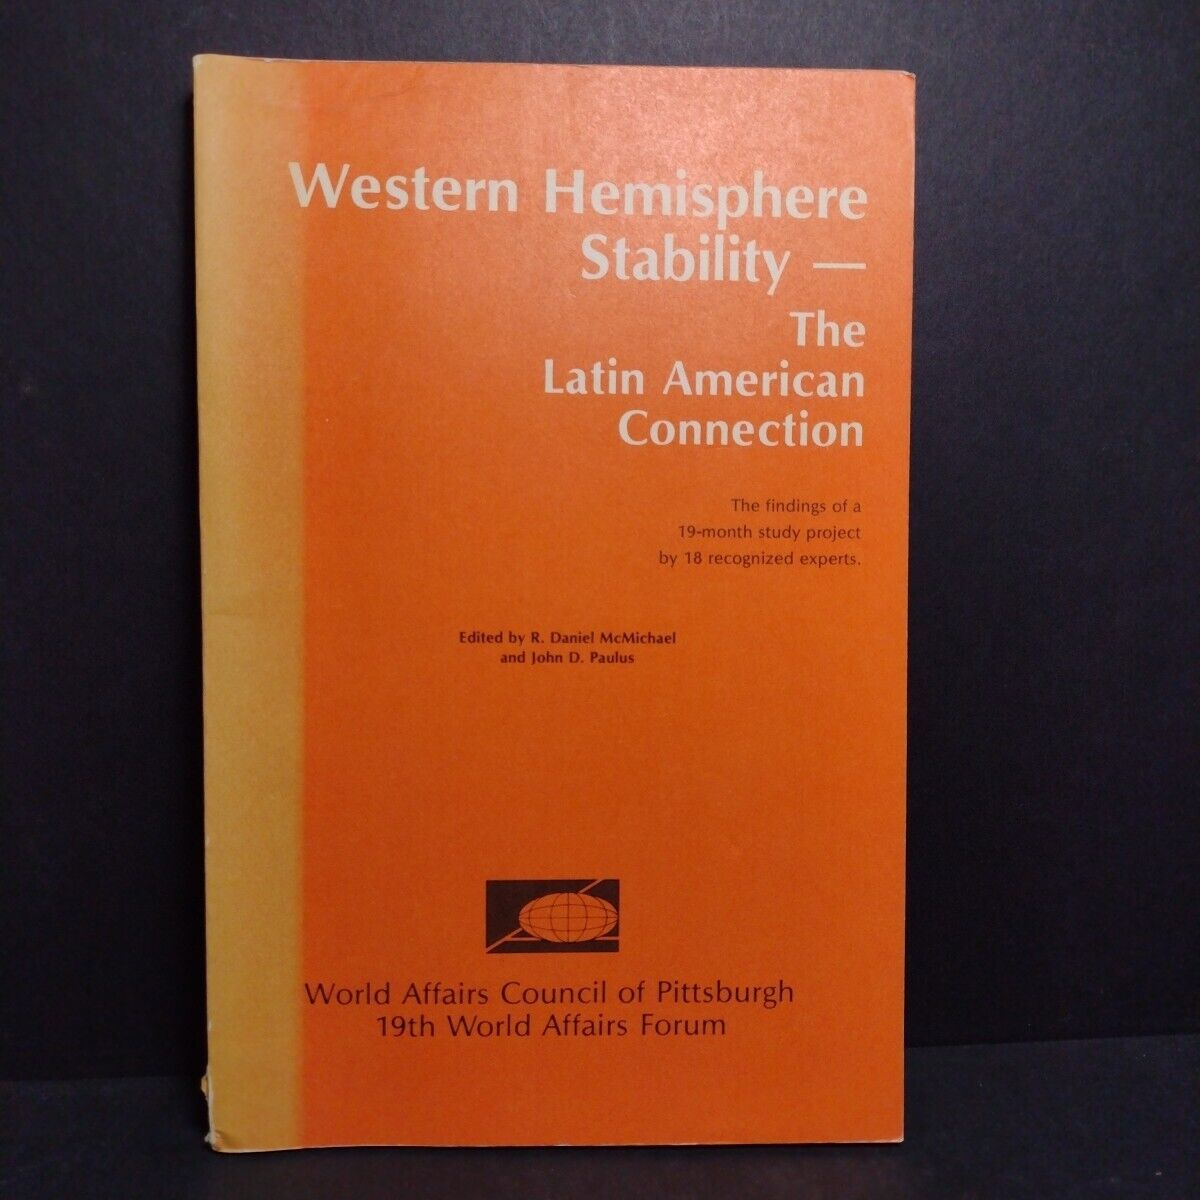 Western Hemisphere
Stability —
The
Latin American
Connection
The findings of a
19-month study project
by 18 recognized experts.
Edited by R. Daniel McMichael
and John D. Paulus
World Affairs Council of Pittsburgh
19th World Affairs Forum